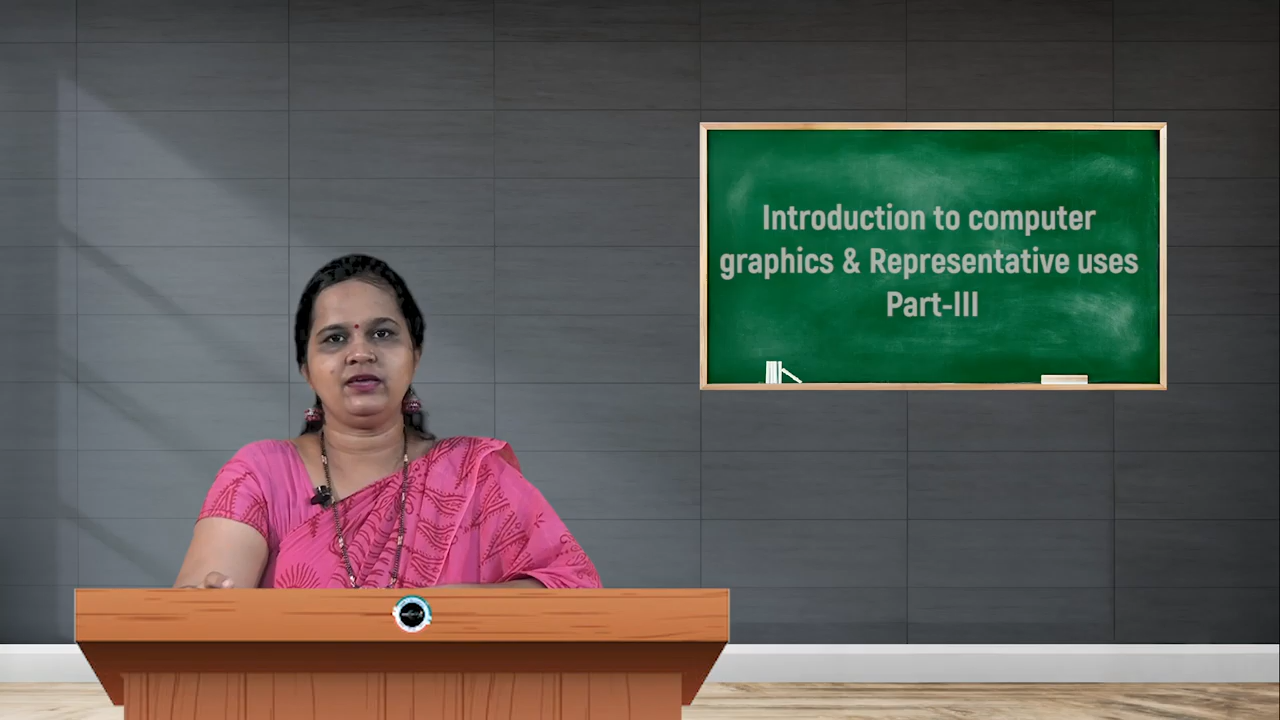 Introduction to computer
graphics & Representative uses
Part-III